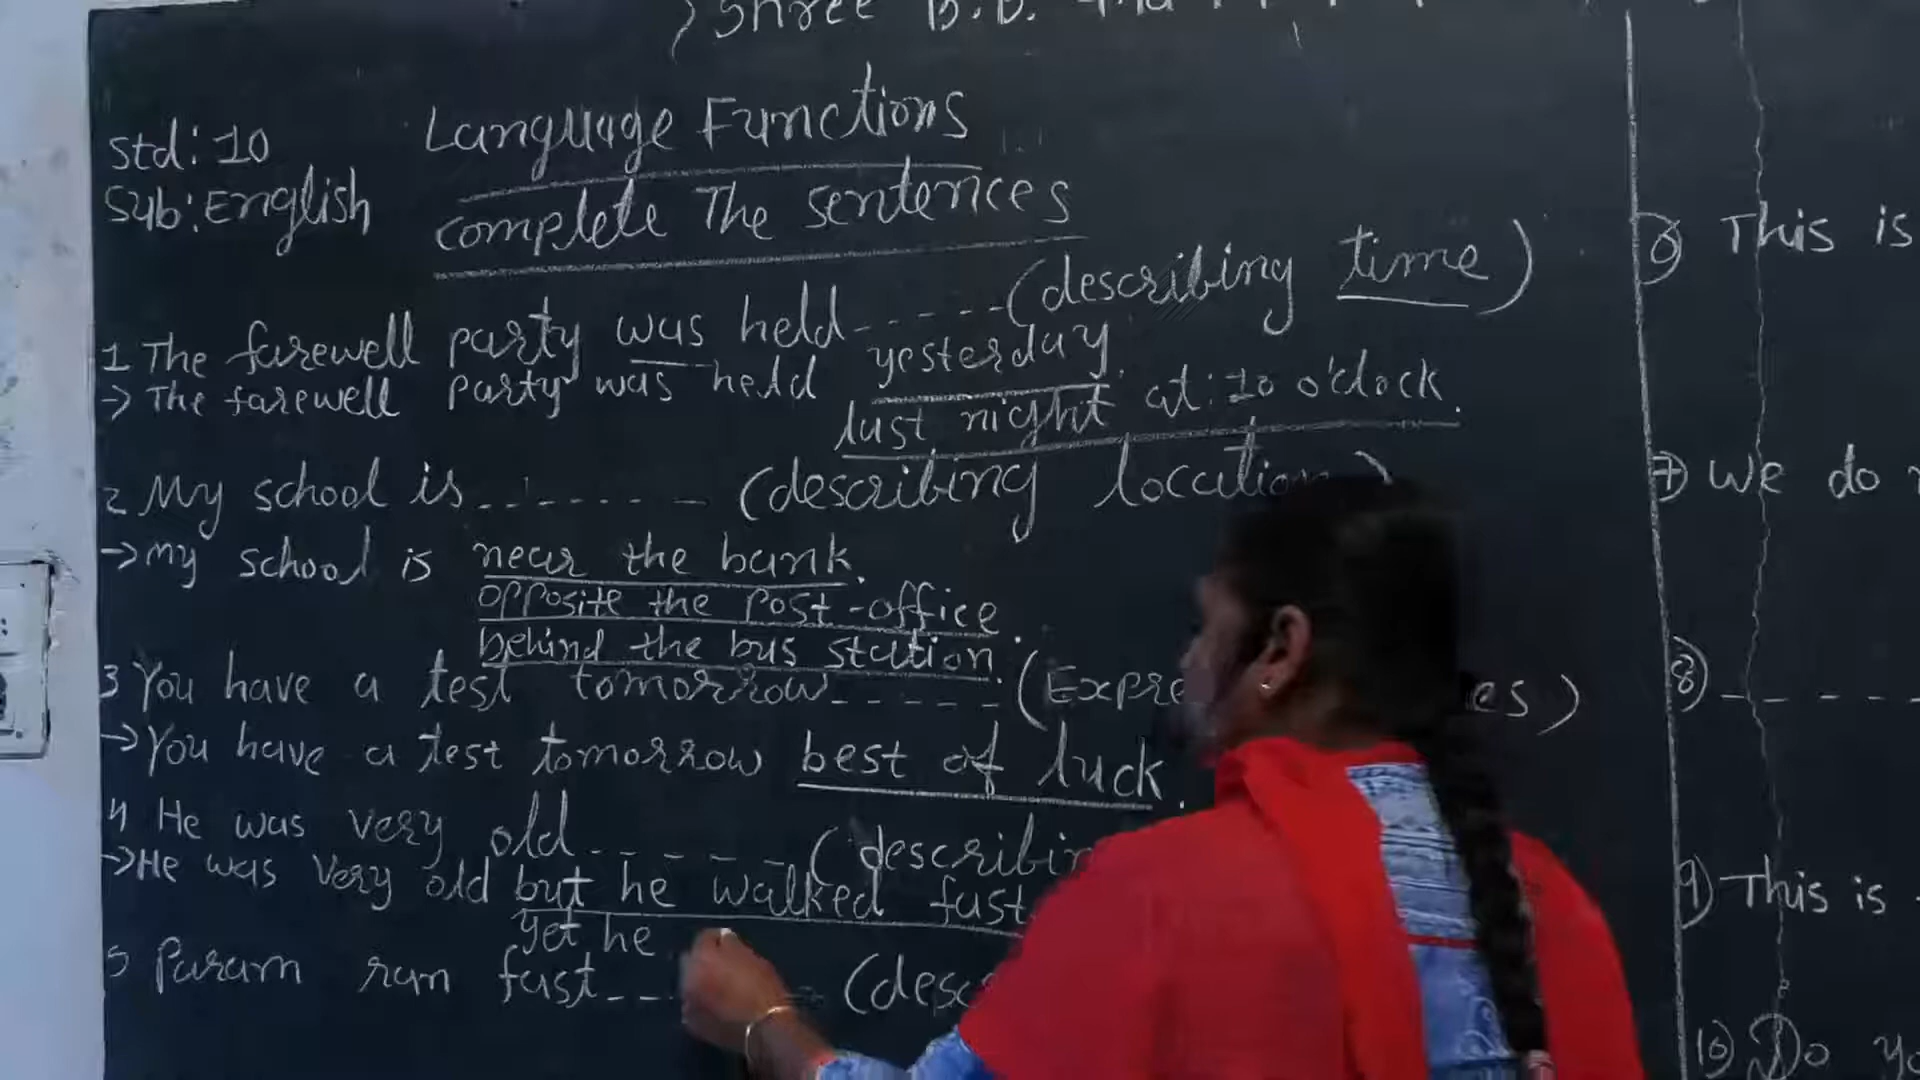 Shree B.B.
Std: 10
Sub: English
Language Functions
complete The sentences
1 The farewell party was held ----- (describing time)
→ The farewell party was held yesterday.
last night at: 10 o'clock.
2 My school is ------ (describing location)
→ My school is near the bank.
opposite the post-office.
behind the bus station.
3 You have a test tomorrow ----- (Expre es)
→ You have a test tomorrow best of luck.
4 He was very old ----- (describin
→ He was very old but he walked fast
yet he
5 Param ran fast --- (desc
6) This is
7) We do
8) - - - -
9) This is
10) Do yo